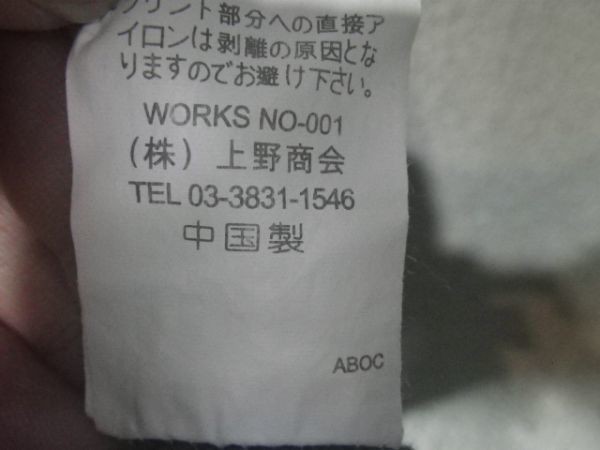 プリント部分への直接ア
イロンは剥離の原因とな
りますのでお避け下さい。
WORKS NO-001
(株) 上野商会
TEL 03-3831-1546
中国製
ABOC